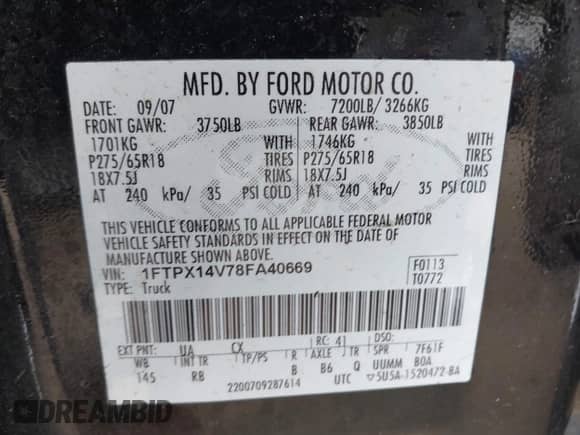 MFD. BY FORD MOTOR CO.
DATE: 09/07 GVWR: 7200LB/ 3266KG
FRONT GAWR: 3750LB REAR GAWR: 3850LB
1701KG WITH 1746KG WITH
P275/65R18 TIRES P275/65R18 TIRES
18X7.5J RIMS 18X7.5J RIMS
AT 240 kPa/ 35 PSI COLD AT 240 kPa/ 35 PSI COLD
THIS VEHICLE CONFORMS TO ALL APPLICABLE FEDERAL MOTOR
VEHICLE SAFETY STANDARDS IN EFFECT ON THE DATE OF
MANUFACTURE SHOWN ABOVE.
VIN: 1FTPX14V78FA40669 F0113
TYPE: Truck T0772
EXT PNT: UA CX RC: 41 DSO:
WB INT TR TP/PS R AXLE TR SPR 7F61F
145 RB B B6 Q UUMM BOA
2200709287614 UTC ▽5U5A-1520472-BA
Ford
DREAMBID